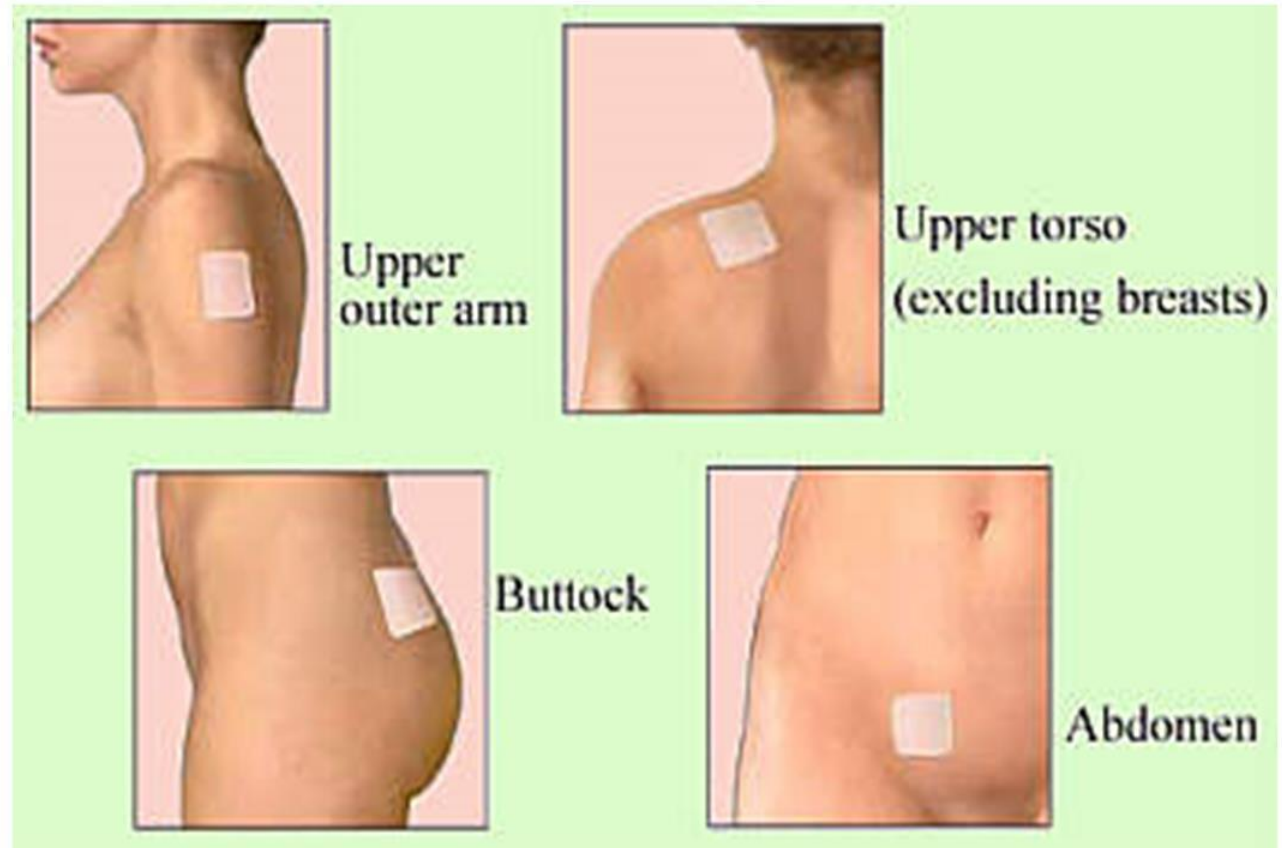 Upper
outer arm
Upper torso
(excluding breasts)
Buttock
Abdomen